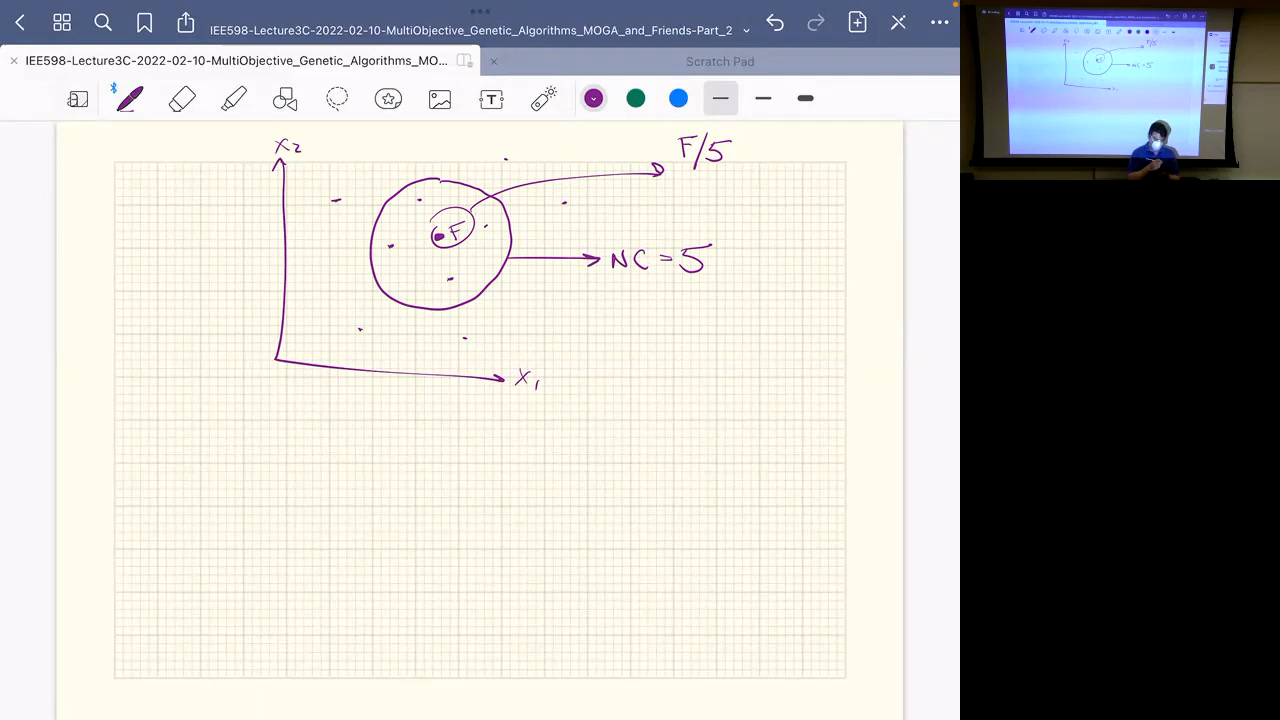 IEE598-Lecture3C-2022-02-10-MultiObjective_Genetic_Algorithms_MOGA_and_Friends-Part_2
IEE598-Lecture3C-2022-02-10-MultiObjective_Genetic_Algorithms_MO...
Scratch Pad
X2
F/5
F
NC = 5
X1